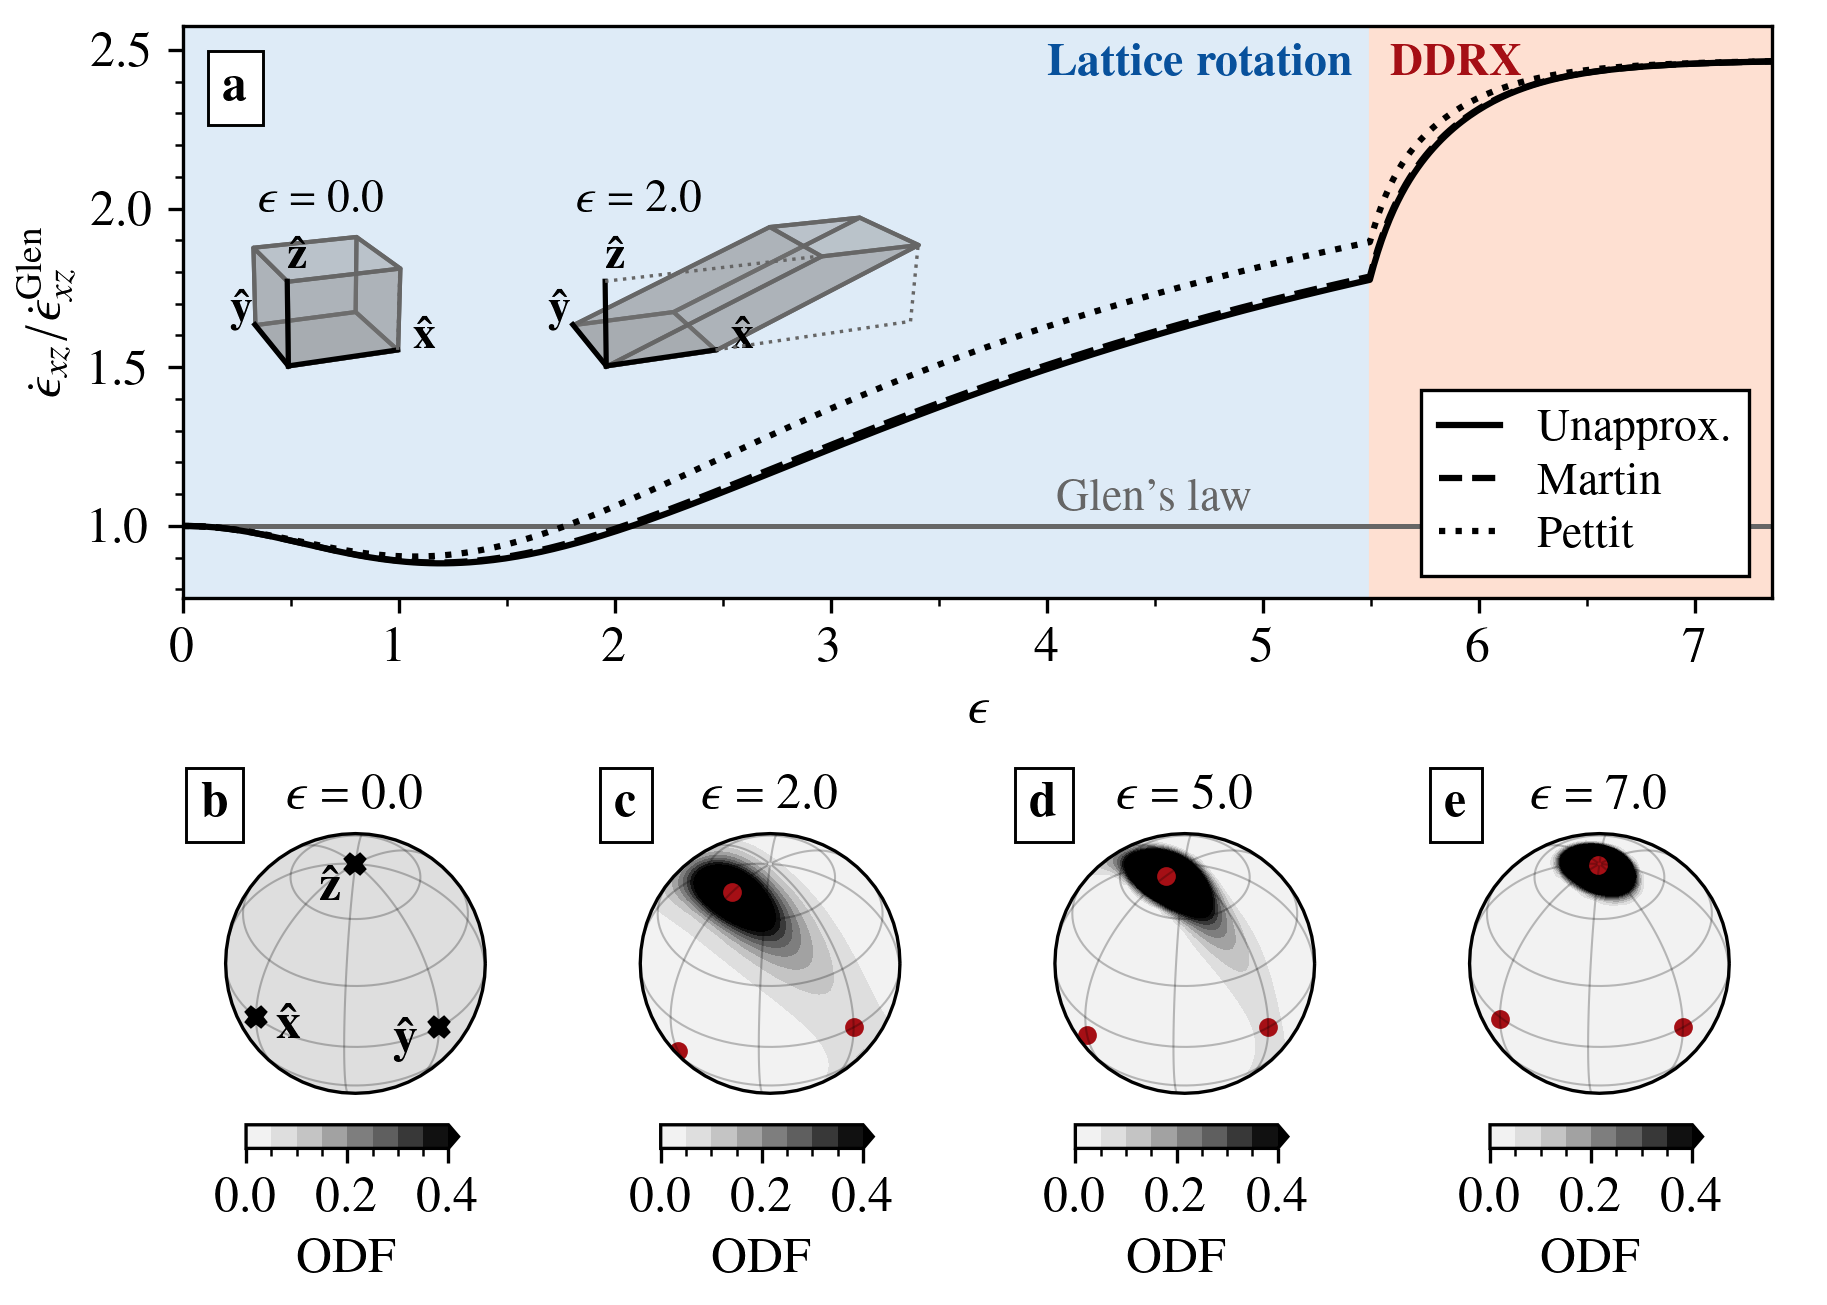 a
Lattice rotation DDRX
2.5
2.0
1.5
1.0
ϵ̇xz/ϵ̇xz^Glen
ϵ = 0.0
ẑ
ŷ
x̂
ϵ = 2.0
ẑ
ŷ
x̂
Glen's law
Unapprox.
Martin
Pettit
0 1 2 3 4 5 6 7
ϵ
b ϵ = 0.0
ẑ
x̂
ŷ
0.0 0.2 0.4
ODF
c ϵ = 2.0
0.0 0.2 0.4
ODF
d ϵ = 5.0
0.0 0.2 0.4
ODF
e ϵ = 7.0
0.0 0.2 0.4
ODF